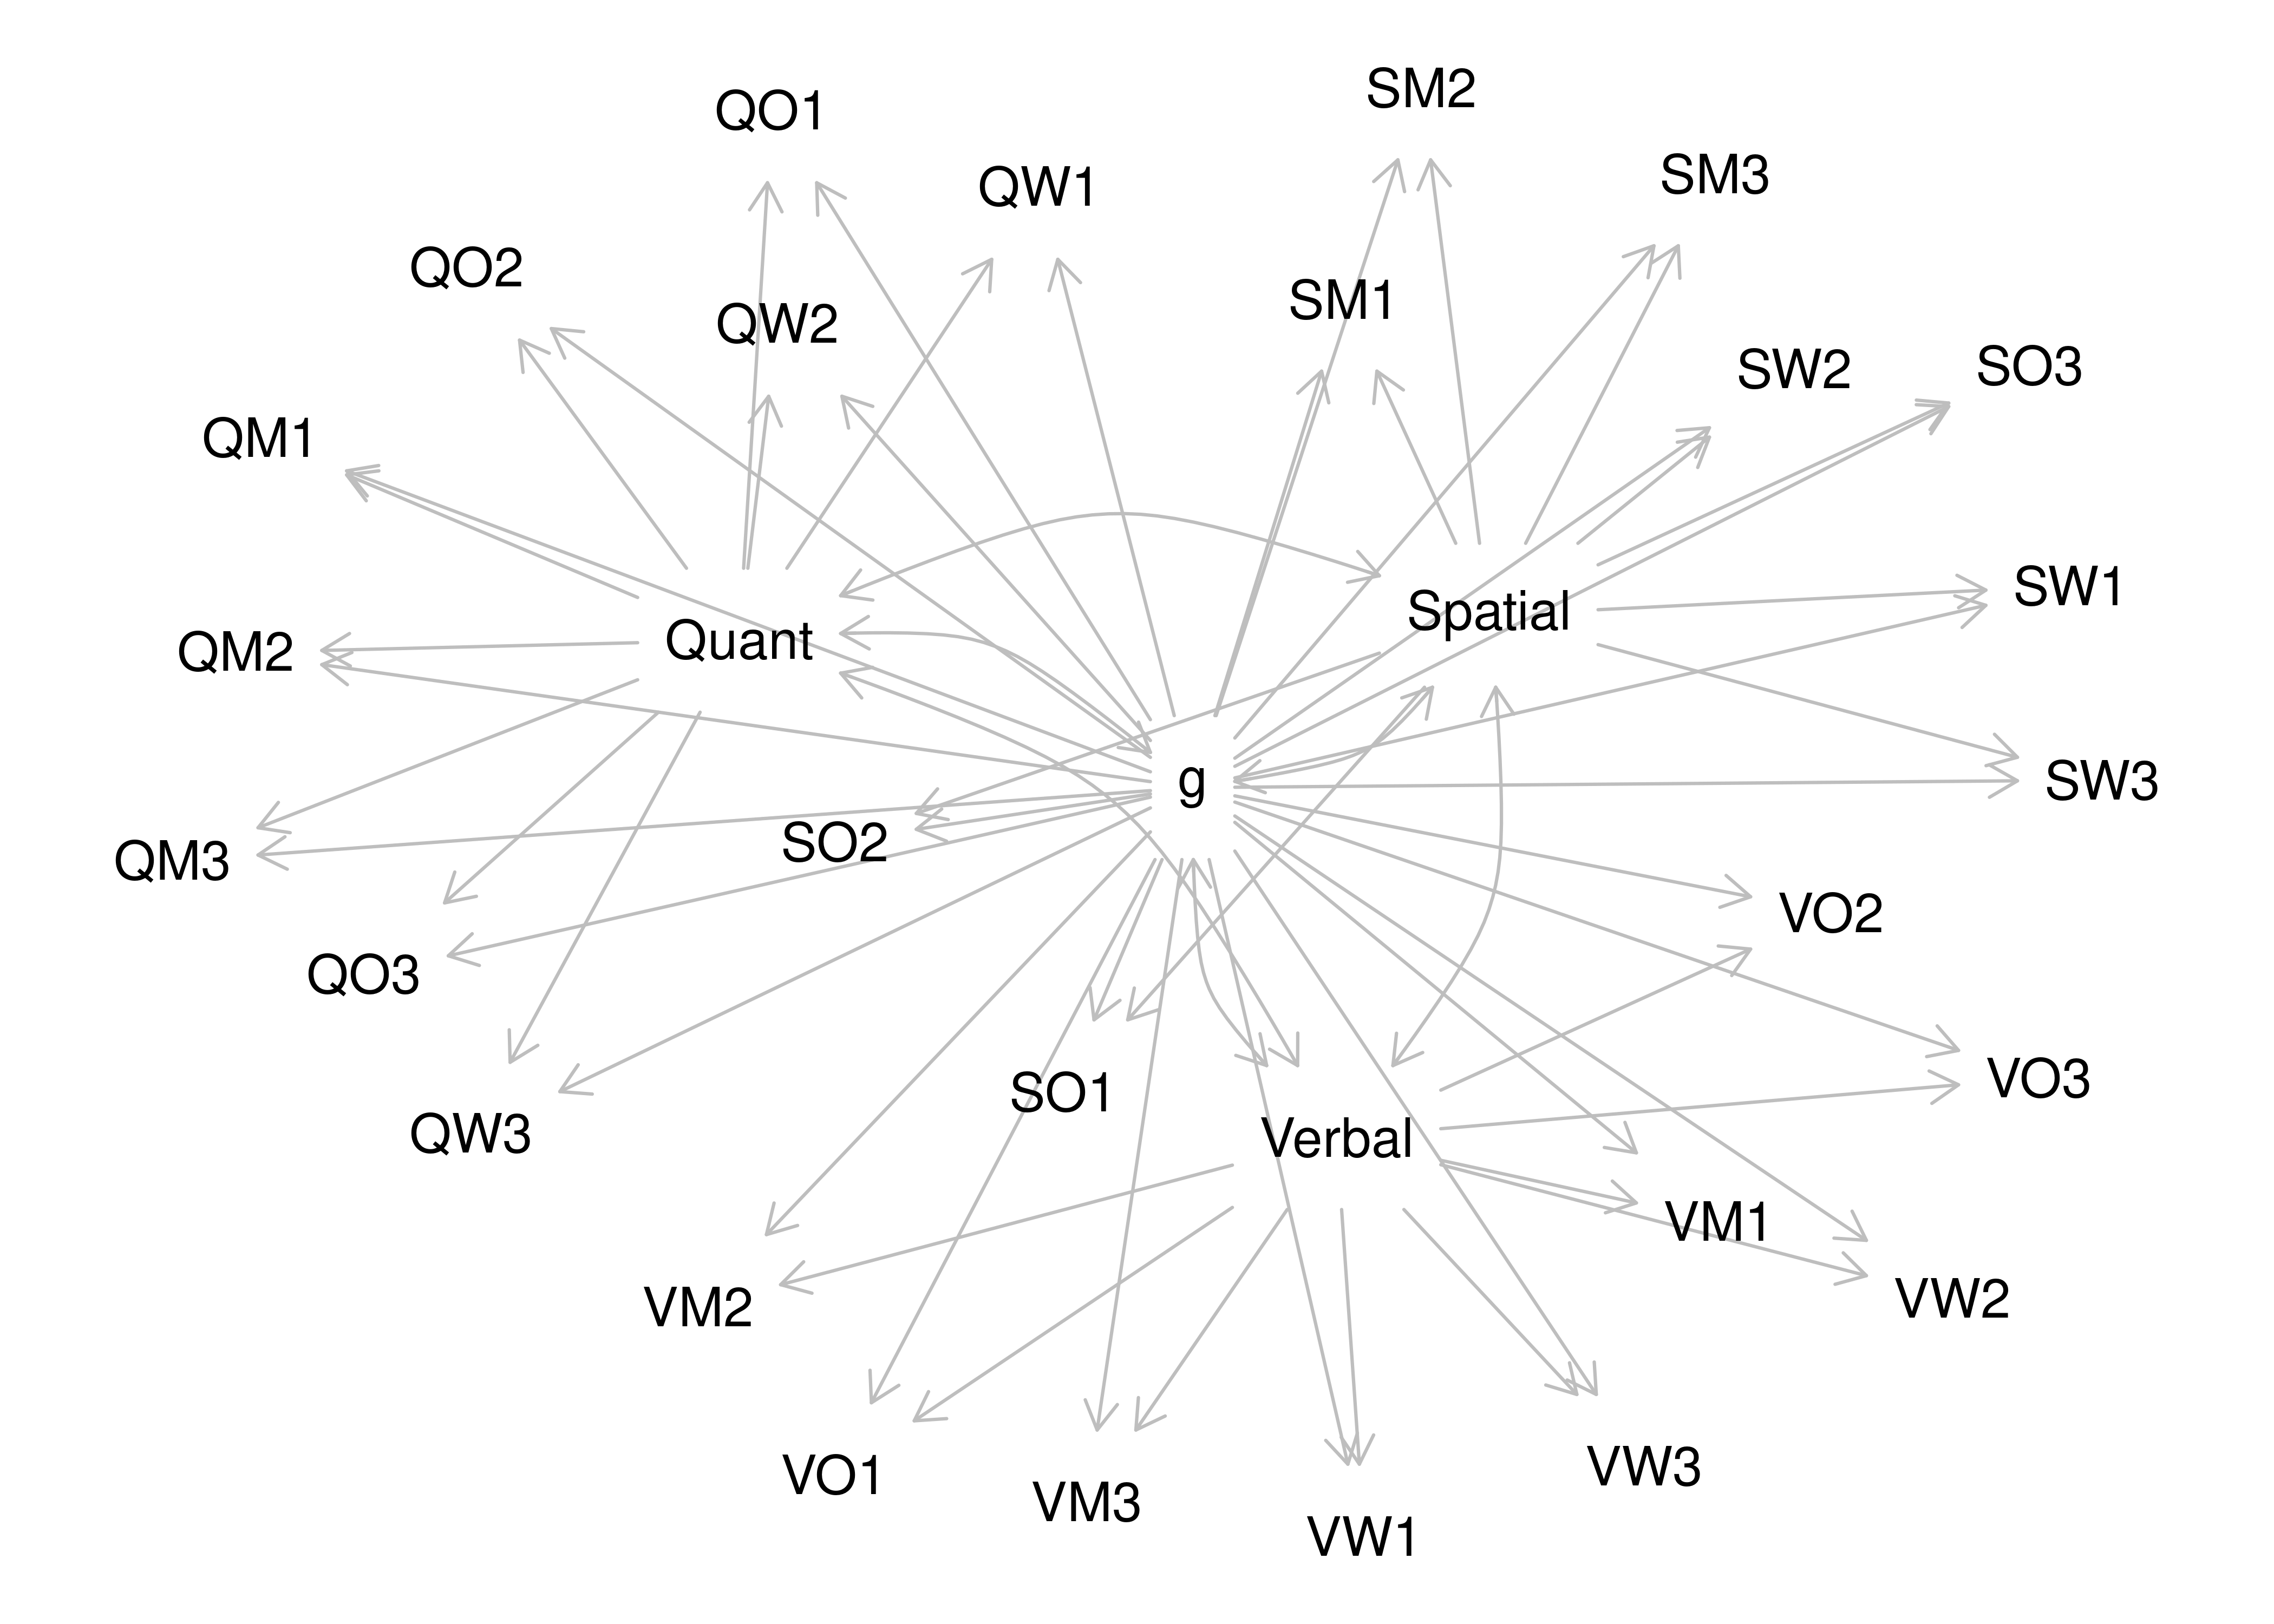 SM2
QO1
SM3
QW1
QO2
SM1
QW2
SO3
SW2
QM1
SW1
Spatial
Quant
QM2
g
SW3
SO2
QM3
VO2
QO3
VO3
SO1
QW3
Verbal
VM1
VW2
VM2
VW3
VO1
VM3
VW1